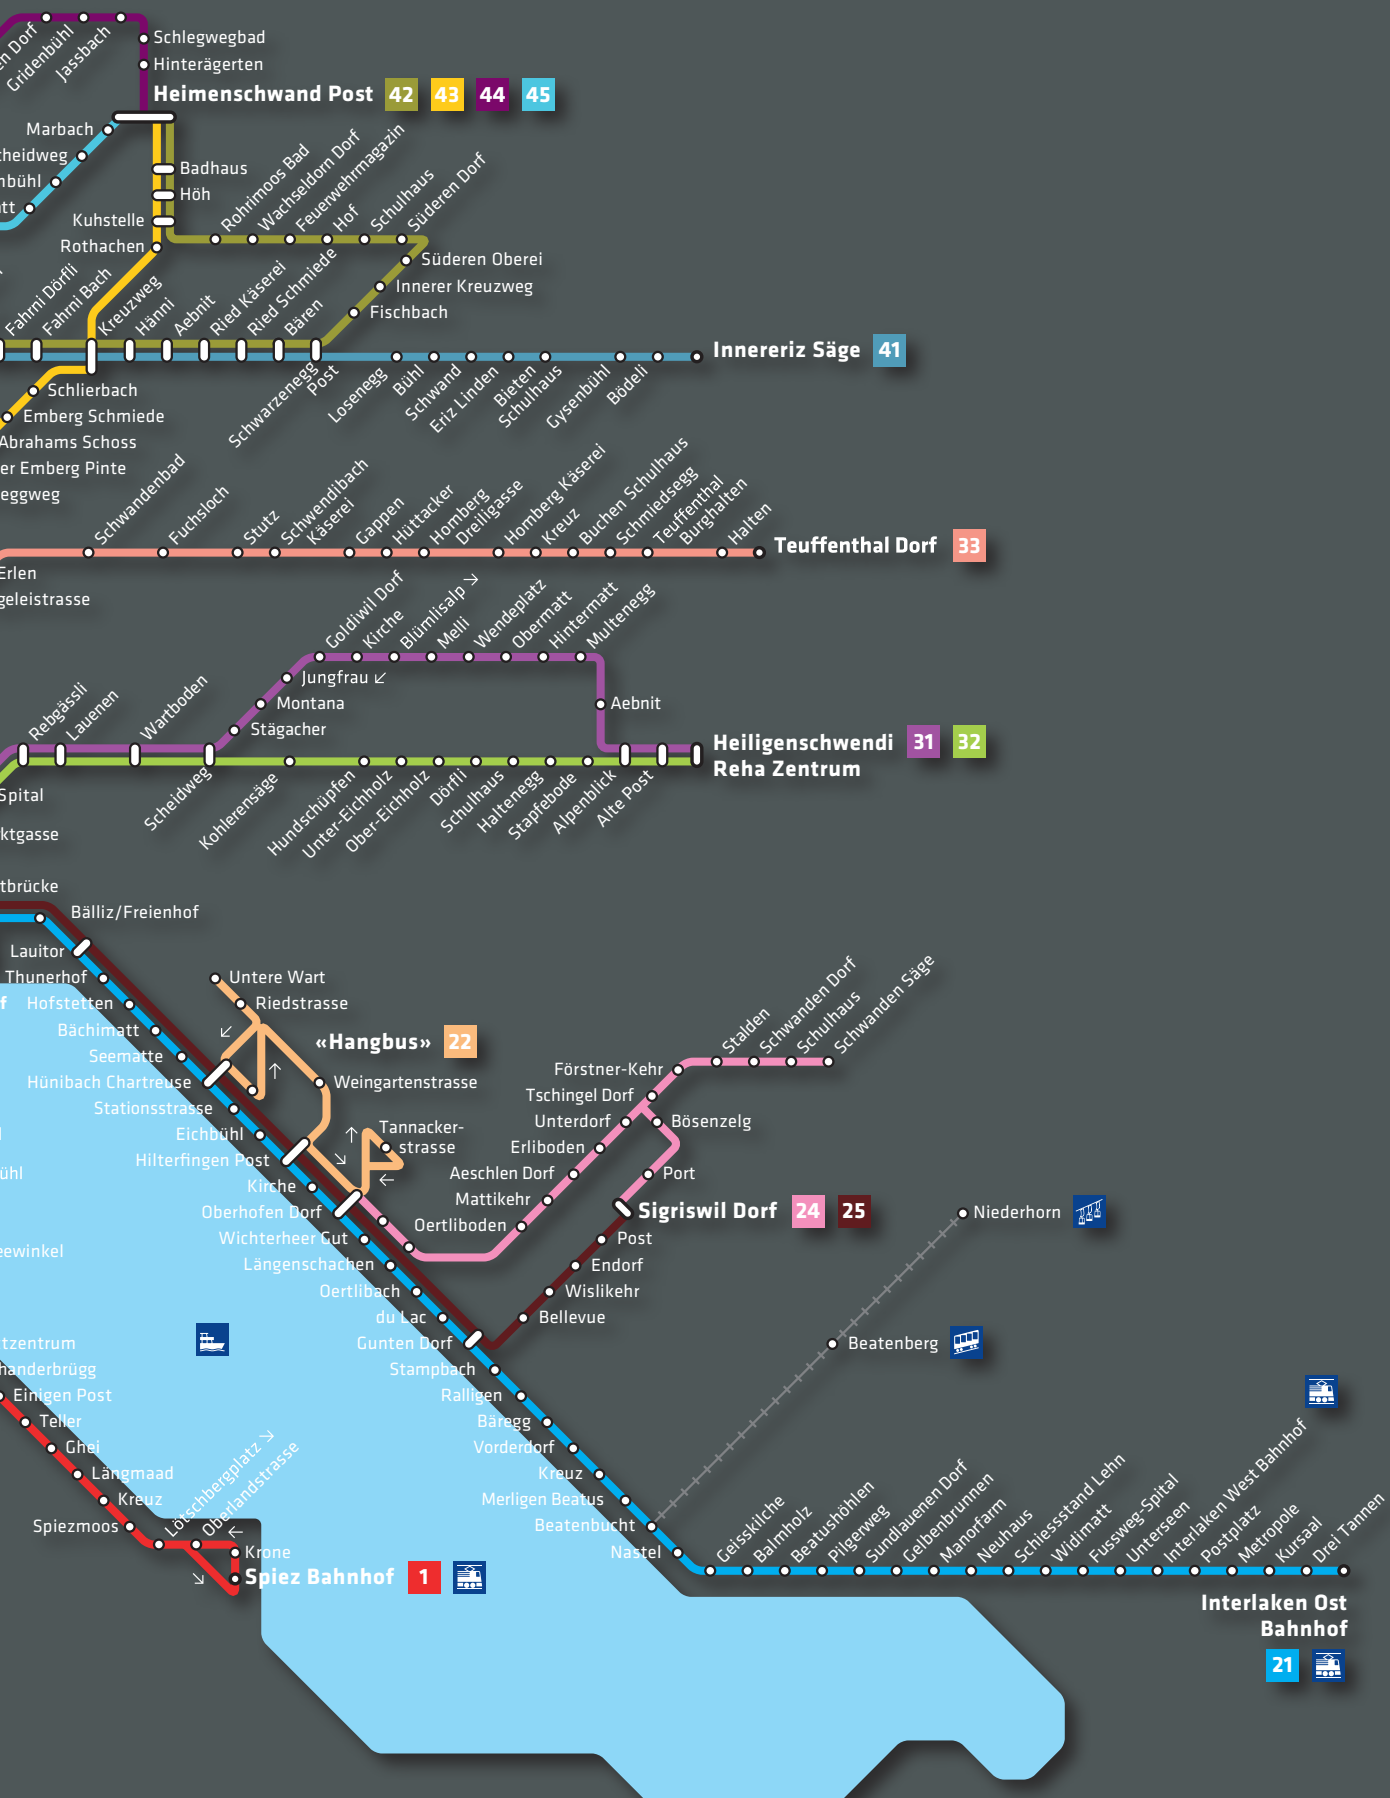 en Dorf
Gridenbühl
Jassbach
Schlegwegbad
Hinterägerten
Heimenschwand Post 42 43 44 45
Marbach
cheidweg
nbühl
att
Badhaus
Höh
Kuhstelle
Rothachen
Rohrimoos Bad
Wachseldorn Dorf
Feuerwehrmagazin
Hof
Schulhaus
Süderen Dorf
Süderen Oberei
Innerer Kreuzweg
Fischbach
Fahrni Dörfli
Fahrni Bach
Kreuzweg
Hänni
Aebnit
Ried Käserei
Ried Schmiede
Bären
Schwarzenegg
Post
Losenegg
Bühl
Schwand
Eriz Linden
Bieten
Schulhaus
Gysenbühl
Bödeli
Innereriz Säge 41
Schlierbach
Emberg Schmiede
Abrahams Schoss
er Emberg Pinte
eggweg
Schwandenbad
Fuchsloch
Stutz
Schwendibach
Käserei
Gappen
Hüttacker
Homberg
Dreiligasse
Homberg Käserei
Kreuz
Buchen Schulhaus
Schmiedsegg
Teuffenthal
Burghalten
Halten
Teuffenthal Dorf 33
Erlen
geleistrasse
Goldiwil Dorf
Kirche
Blümlisalp ↘
Melli
Wendeplatz
Obermatt
Hintermatt
Multenegg
Jungfrau ↙
Montana
Stägacher
Aebnit
Rebgässli
Lauenen
Wartboden
Heiligenschwendi 31 32
Reha Zentrum
Spital
ktgasse
Scheidweg
Kohlerensäge
Hundschüpfen
Unter-Eichholz
Ober-Eichholz
Dörfli
Schulhaus
Haltenegg
Stapfebode
Alpenblick
Alte Post
tbrücke
Bälliz/Freienhof
Lauitor
Thunerhof
f
Hofstetten
Bächimatt
Seematte
Hünibach Chartreuse
Stationsstrasse
Eichbühl
Hilterfingen Post
Kirche
Oberhofen Dorf
Wichterheer Gut
Längenschachen
Oertlibach
du Lac
Gunten Dorf
Stampbach
Ralligen
Bäregg
Vorderdorf
Kreuz
Merligen Beatus
Beatenbucht
Nastel
Untere Wart
Riedstrasse
«Hangbus» 22
Weingartenstrasse
Tannacker-
strasse
Stalden
Schwanden Dorf
Schulhaus
Schwanden Säge
Förstner-Kehr
Tschingel Dorf
Unterdorf
Bösenzelg
Erliboden
Aeschlen Dorf
Port
Mattikehr
Oertliboden
Sigriswil Dorf 24 25
Post
Endorf
Wislikehr
Bellevue
Niederhorn
Beatenberg
ühl
eewinkel
tzentrum
handerbrügg
Einigen Post
Teller
Ghei
Längmaad
Kreuz
Spiezmoos
Lötschbergplatz ↘
Oberlandstrasse
Krone
Spiez Bahnhof 1
Geisskilche
Balmholz
Beatushöhlen
Pilgerweg
Sundlauenen Dorf
Gelbenbrunnen
Manorfarm
Neuhaus
Schiessstand Lehn
Widimatt
Fussweg-Spital
Unterseen
Interlaken West Bahnhof
Postplatz
Metropole
Kursaal
Drei Tannen
Interlaken Ost
Bahnhof
21